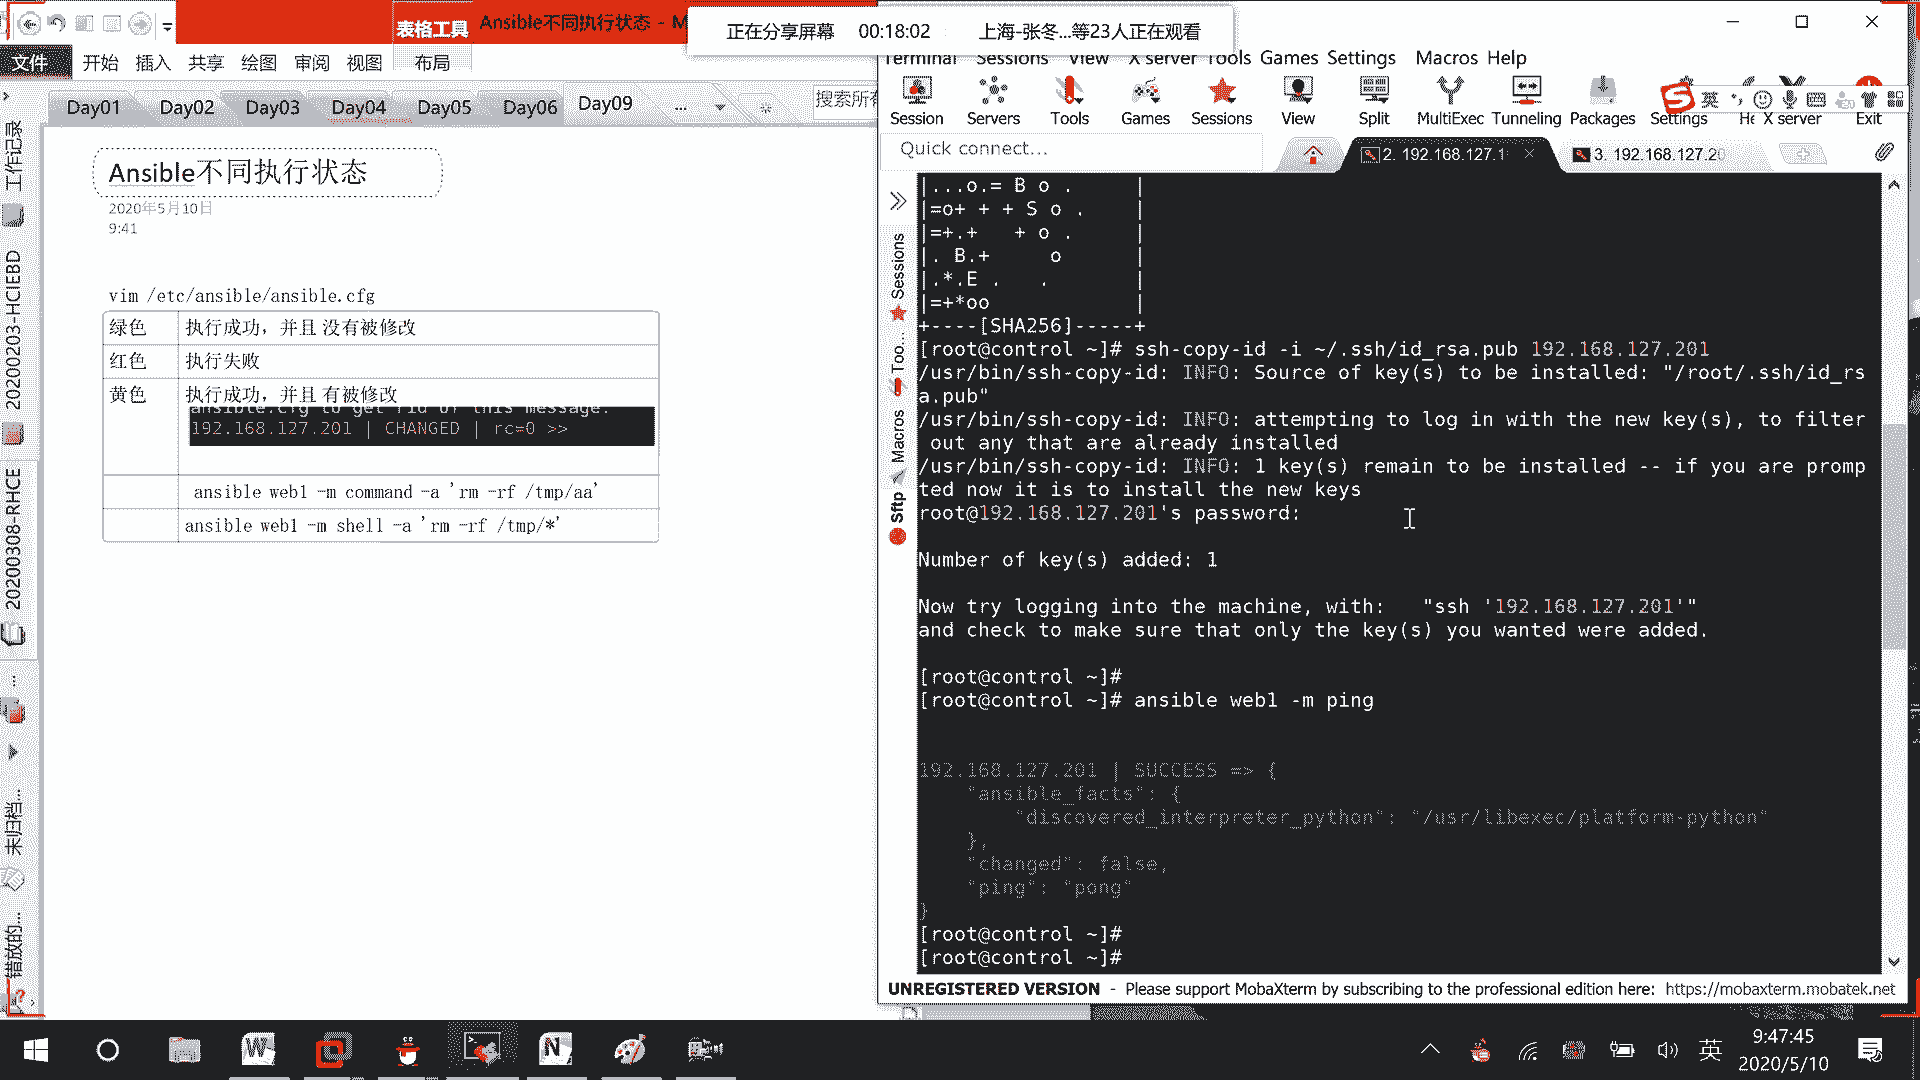 表格工具
Ansible不同执行状态 - M
正在分享屏幕 00:18:02 上海-张冬...等23人正在观看
文件 开始 插入 共享 绘图 审阅 视图 布局
Day01 Day02 Day03 Day04 Day05 Day06 Day09 ...
搜索所有
工作记录
20200203-HCIEBD
20200308-RHCE
...
未归档...
错放的...
Ansible不同执行状态
2020年5月10日
9:41
vim /etc/ansible/ansible.cfg
绿色 执行成功，并且 没有被修改
红色 执行失败
黄色 执行成功，并且 有被修改
ansible.cfg to get rid of this message.
192.168.127.201 | CHANGED | rc=0 >>
ansible web1 -m command -a 'rm -rf /tmp/aa'
ansible web1 -m shell -a 'rm -rf /tmp/*'
Terminal Sessions View X server Tools Games Settings Macros Help
Session Servers Tools Games Sessions View Split MultiExec Tunneling Packages Settings He X server Exit
英
Quick connect...
2. 192.168.127.1
3. 192.168.127.20
Sessions
Too...
Macros
Sftp
|...o.= B o .      |
|=o+ + + S o .     |
|=+.+   + o .      |
|. B.+     o       |
|.*.E .   .        |
|=+*oo             |
+----[SHA256]-----+
[root@control ~]# ssh-copy-id -i ~/.ssh/id_rsa.pub 192.168.127.201
/usr/bin/ssh-copy-id: INFO: Source of key(s) to be installed: "/root/.ssh/id_rs
a.pub"
/usr/bin/ssh-copy-id: INFO: attempting to log in with the new key(s), to filter
out any that are already installed
/usr/bin/ssh-copy-id: INFO: 1 key(s) remain to be installed -- if you are promp
ted now it is to install the new keys
root@192.168.127.201's password:
Number of key(s) added: 1
Now try logging into the machine, with:   "ssh '192.168.127.201'"
and check to make sure that only the key(s) you wanted were added.
[root@control ~]#
[root@control ~]# ansible web1 -m ping
192.168.127.201 | SUCCESS => {
    "ansible_facts": {
        "discovered_interpreter_python": "/usr/libexec/platform-python"
    },
    "changed": false,
    "ping": "pong"
}
[root@control ~]#
[root@control ~]#
UNREGISTERED VERSION - Please support MobaXterm by subscribing to the professional edition here: https://mobaxterm.mobatek.net
英
9:47:45
2020/5/10